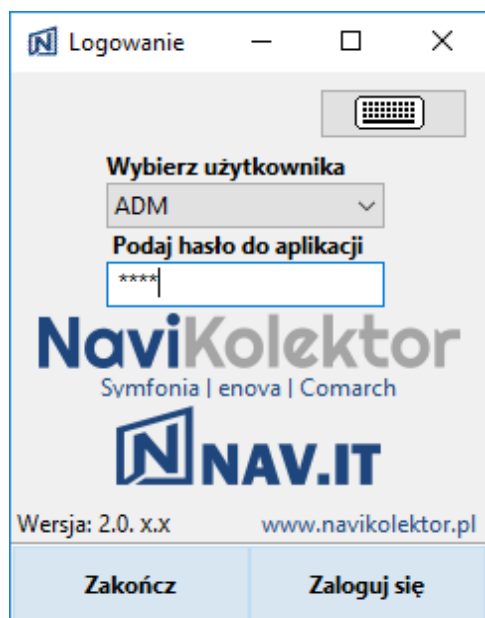 Logowanie
Wybierz użytkownika
ADM
Podaj hasło do aplikacji
****
NaviKolektor
Symfonia | enova | Comarch
N NAV.IT
Wersja: 2.0. x.x www.navikolektor.pl
Zakończ Zaloguj się